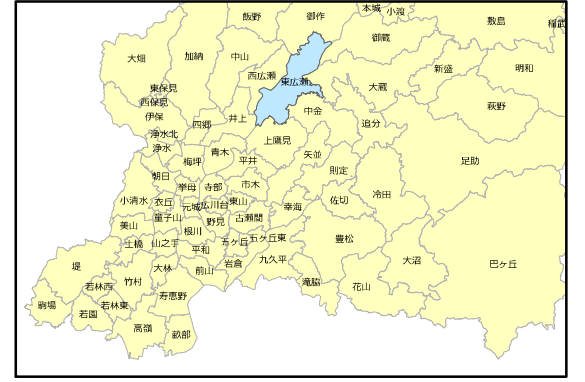 本城
小渡
飯野
御作
敷島
稲武
御蔵
大畑
加納
中山
西広瀬
東広瀬
新盛
明和
大蔵
萩野
東保見
西保見
伊保
中金
追分
井上
四郷
浄水北
浄水
上鷹見
青木
平井
梅坪
矢並
則定
足助
朝日
挙母
寺部
市木
冷田
小清水
衣丘
元城
広川台
東山
佐切
幸海
童子山
野見
古瀬間
美山
根川
土橋
山之手
五ケ丘
五ケ丘東
豊松
平和
九久平
大沼
巴ケ丘
堤
大林
前山
岩倉
滝脇
花山
若林西
竹村
寿恵野
駒場
若林東
若園
高嶺
畝部